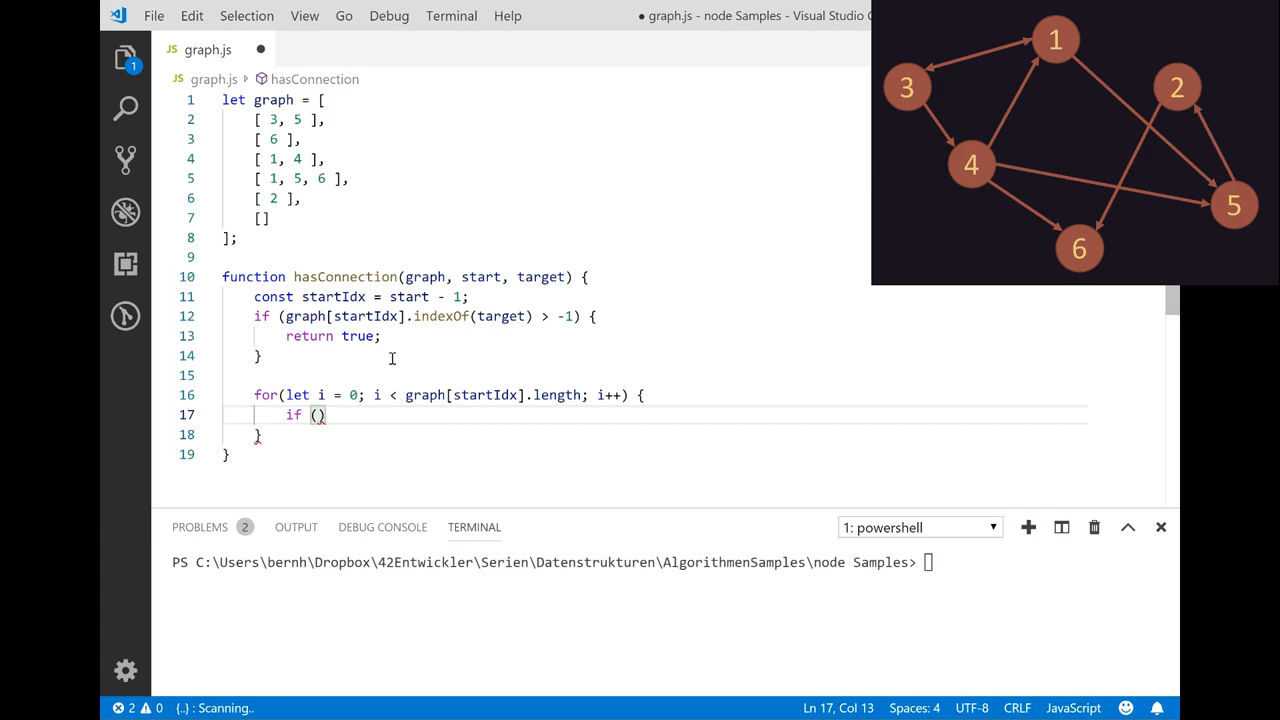 File Edit Selection View Go Debug Terminal Help
● graph.js - node Samples - Visual Studio
JS graph.js ●
JS graph.js > hasConnection
1 let graph = [
2 [ 3, 5 ],
3 [ 6 ],
4 [ 1, 4 ],
5 [ 1, 5, 6 ],
6 [ 2 ],
7 []
8 ];
9
10 function hasConnection(graph, start, target) {
11 const startIdx = start - 1;
12 if (graph[startIdx].indexOf(target) > -1) {
13 return true;
14 }
15
16 for(let i = 0; i < graph[startIdx].length; i++) {
17 if ()
18 }
19 }
1
2
3
4
5
6
1
PROBLEMS 2 OUTPUT DEBUG CONSOLE TERMINAL 1: powershell
PS C:\Users\bernh\Dropbox\42Entwickler\Serien\Datenstrukturen\AlgorithmenSamples\node Samples>
2 0 {..} : Scanning.. Ln 17, Col 13 Spaces: 4 UTF-8 CRLF JavaScript